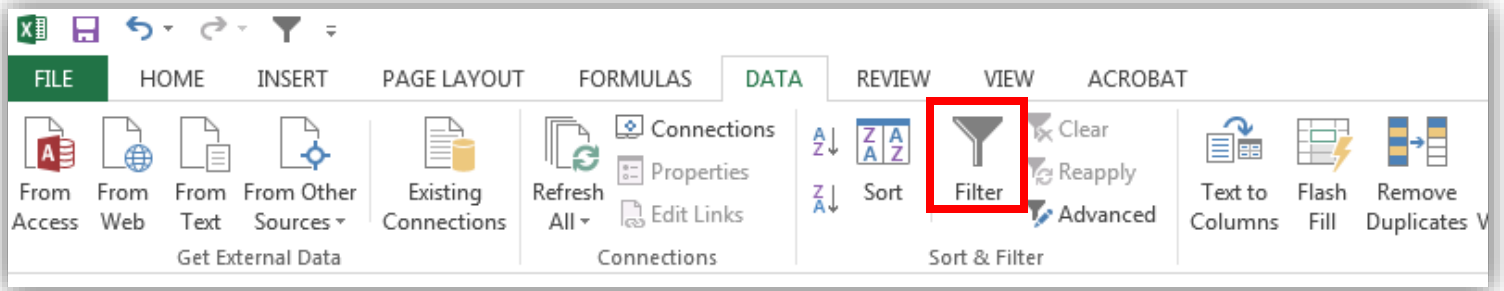 FILE HOME INSERT PAGE LAYOUT FORMULAS DATA REVIEW VIEW ACROBAT
From Access
From Web
From Text
From Other Sources
Existing Connections
Refresh All
Connections
Properties
Edit Links
A Z
Z A
Sort
Filter
Clear
Reapply
Advanced
Text to Columns
Flash Fill
Remove Duplicates
Get External Data
Connections
Sort & Filter